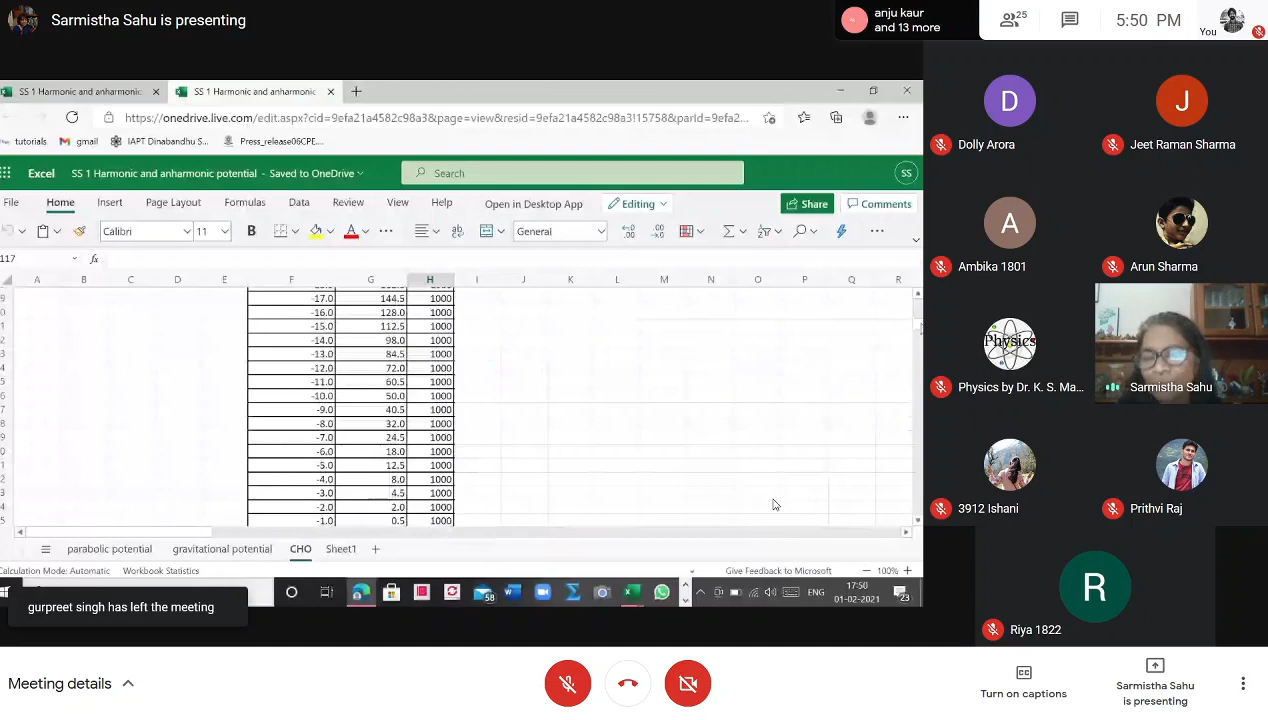 Sarmistha Sahu is presenting
anju kaur
and 13 more
25
5:50 PM
You
SS 1 Harmonic and anharmonic
SS 1 Harmonic and anharmonic
https://onedrive.live.com/edit.aspx?cid=9efa21a4582c98a3&page=view&resid=9efa21a4582c98a3!15758&parId=9efa2...
tutorials
gmail
IAPT Dinabandhu S...
Press_release06CPE....
Excel
SS 1 Harmonic and anharmonic potential - Saved to OneDrive
Search
SS
File
Home
Insert
Page Layout
Formulas
Data
Review
View
Help
Open in Desktop App
Editing
Share
Comments
Calibri
11
B
A
General
117
fx
A B C D E F G H I J K L M N O P Q R
-17.0 144.5 1000
-16.0 128.0 1000
-15.0 112.5 1000
-14.0 98.0 1000
-13.0 84.5 1000
-12.0 72.0 1000
-11.0 60.5 1000
-10.0 50.0 1000
-9.0 40.5 1000
-8.0 32.0 1000
-7.0 24.5 1000
-6.0 18.0 1000
-5.0 12.5 1000
-4.0 8.0 1000
-3.0 4.5 1000
-2.0 2.0 1000
-1.0 0.5 1000
parabolic potential
gravitational potential
CHO
Sheet1
Calculation Mode: Automatic
Workbook Statistics
Give Feedback to Microsoft
100%
58
ENG
17:50
01-02-2021
23
gurpreet singh has left the meeting
D
Dolly Arora
J
Jeet Raman Sharma
A
Ambika 1801
Arun Sharma
Physics
Physics by Dr. K. S. Ma...
Sarmistha Sahu
3912 Ishani
Prithvi Raj
R
Riya 1822
Meeting details
Turn on captions
Sarmistha Sahu
is presenting